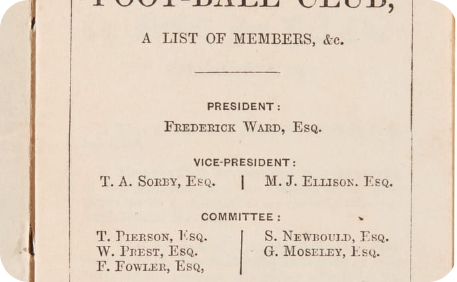 FOOT-BALL CLUB,
A LIST OF MEMBERS, &c.
PRESIDENT:
FREDERICK WARD, ESQ.
VICE-PRESIDENT:
T. A. SORBY, ESQ. | M. J. ELLISON. ESQ.
COMMITTEE:
T. PIERSON, ESQ. S. NEWBOULD, ESQ.
W. PREST, ESQ. G. MOSELEY, ESQ.
F. FOWLER, ESQ,